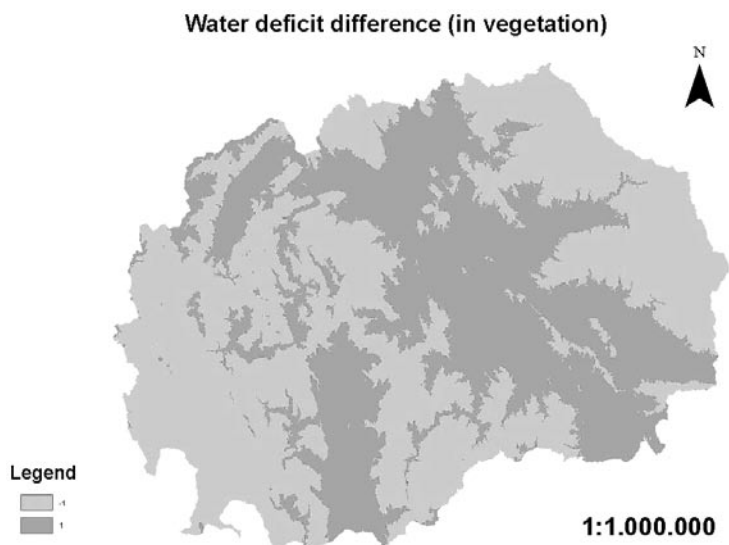 Water deficit difference (in vegetation)
N
Legend
-1
1
1:1.000.000